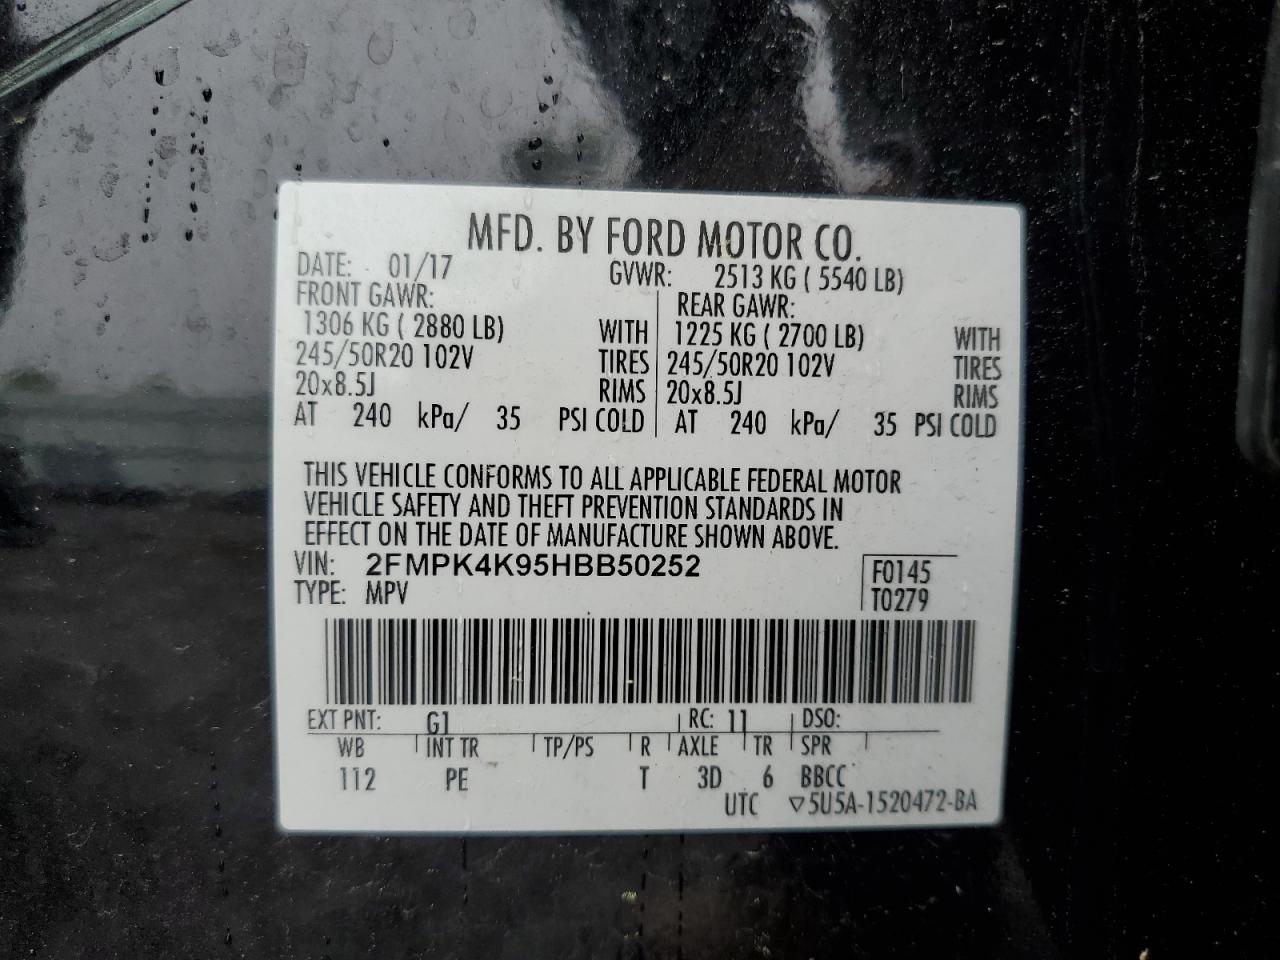 MFD. BY FORD MOTOR CO.
DATE: 01/17 GVWR: 2513 KG ( 5540 LB)
FRONT GAWR: REAR GAWR:
1306 KG ( 2880 LB) WITH 1225 KG ( 2700 LB) WITH
245/50R20 102V TIRES 245/50R20 102V TIRES
20x8.5J RIMS 20x8.5J RIMS
AT 240 kPa/ 35 PSI COLD AT 240 kPa/ 35 PSI COLD
THIS VEHICLE CONFORMS TO ALL APPLICABLE FEDERAL MOTOR
VEHICLE SAFETY AND THEFT PREVENTION STANDARDS IN
EFFECT ON THE DATE OF MANUFACTURE SHOWN ABOVE.
VIN: 2FMPK4K95HBB50252 F0145
TYPE: MPV T0279
EXT PNT: G1 RC: 11 DSO:
WB INT TR TP/PS R AXLE TR SPR
112 PE T 3D 6 BBCC
UTC ▽5U5A-1520472-BA